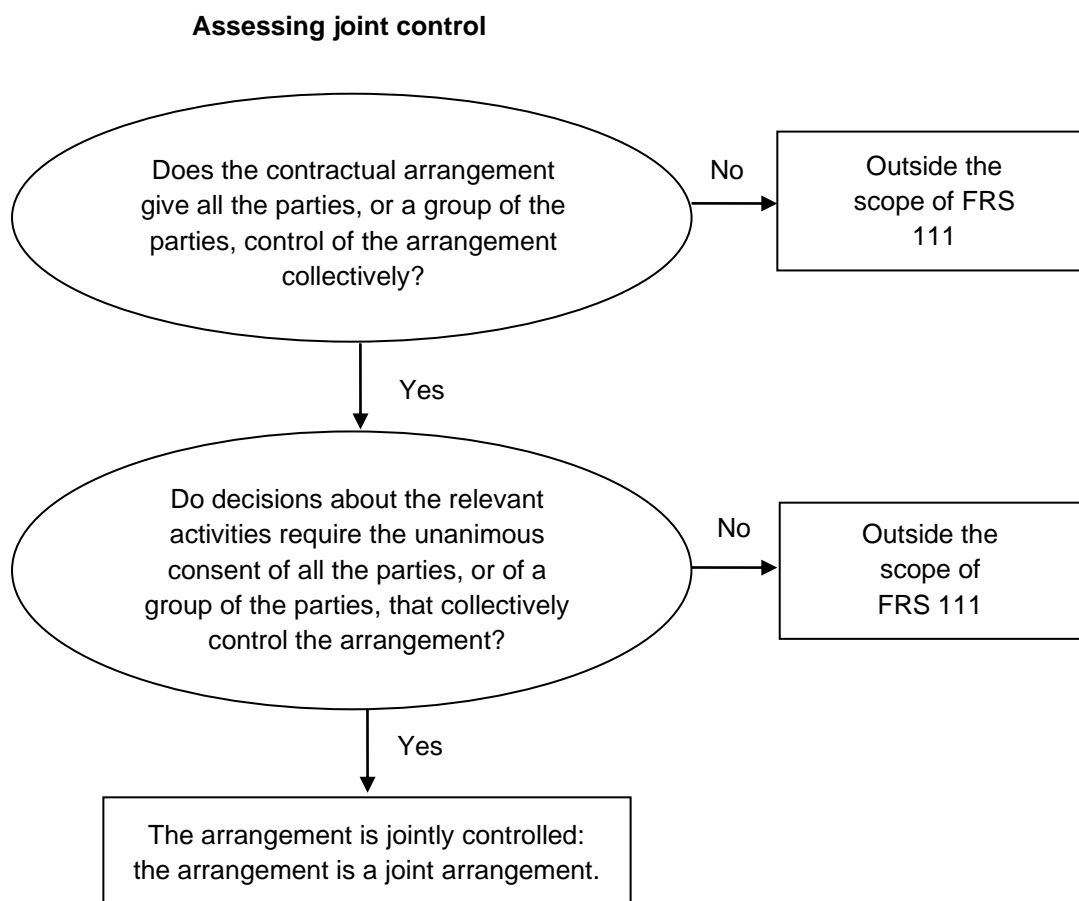 Assessing joint control
Does the contractual arrangement
give all the parties, or a group of the
parties, control of the arrangement
collectively?
No
Outside the
scope of FRS
111
Yes
Do decisions about the relevant
activities require the unanimous
consent of all the parties, or of a
group of the parties, that collectively
control the arrangement?
No
Outside the
scope of
FRS 111
Yes
The arrangement is jointly controlled:
the arrangement is a joint arrangement.